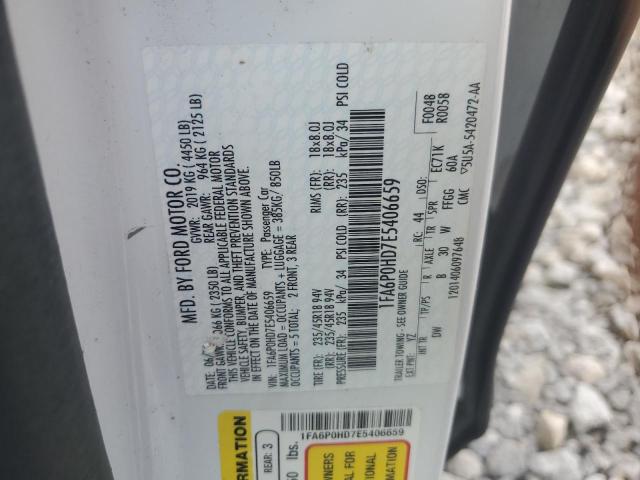 MFD. BY FORD MOTOR CO.
GVWR: 2019 KG ( 4450 LB)
FRONT GAWR: REAR GAWR: 964 KG ( 2125 LB)
KG ( 2350 LB)
THIS VEHICLE CONFORMS TO ALL APPLICABLE FEDERAL MOTOR
VEHICLE SAFETY, BUMPER, AND THEFT PREVENTION STANDARDS
IN EFFECT ON THE DATE OF MANUFACTURE SHOWN ABOVE.
VIN: 1FA6P0HD7E5406659 TYPE: Passenger Car
MAXIMUM LOAD = OCCUPANTS + LUGGAGE = 385KG/ 850LB
OCCUPANTS = 5 TOTAL: 2 FRONT, 3 REAR
TIRE (FR): 235/45R18 94V RIMS (FR): 18x8.0J
(RR): 235/45R18 94V (RR): 18x8.0J
PRESSURE (FR): 235 kPa/ 34 PSI COLD (RR): 235 kPa/ 34 PSI COLD
1FA6P0HD7E5406659
TRAILER TOWING - SEE OWNER GUIDE
F0048
EXT PNT: YZ RC: 44 DSO: R0058
INT TR TP/PS R AXLE TR SPR EC71K
DW B 30 W FFGG 60A
1201406097648 CMC 5U5A-5420472-AA
1FA6P0HD7E5406659
REAR: 3
lbs.